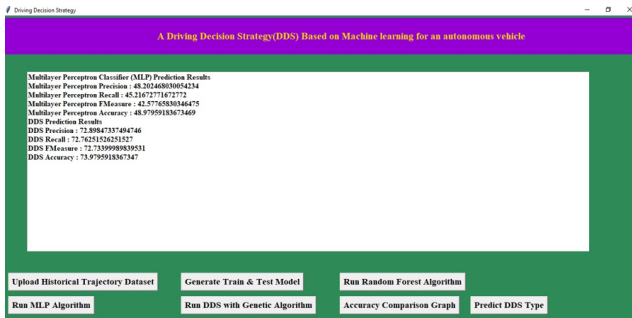 Driving Decision Strategy
A Driving Decision Strategy(DDS) Based on Machine learning for an autonomous vehicle
Multilayer Perceptron Classifier (MLP) Prediction Results
Multilayer Perceptron Precision : 48.202468030054234
Multilayer Perceptron Recall : 45.21672771672772
Multilayer Perceptron FMeasure : 42.57765830346475
Multilayer Perceptron Accuracy : 48.97959183673469
DDS Prediction Results
DDS Precision : 72.89847337494746
DDS Recall : 72.76251526251527
DDS FMeasure : 72.73399989839531
DDS Accuracy : 73.9795918367347
Upload Historical Trajectory Dataset Generate Train & Test Model Run Random Forest Algorithm
Run MLP Algorithm Run DDS with Genetic Algorithm Accuracy Comparison Graph Predict DDS Type